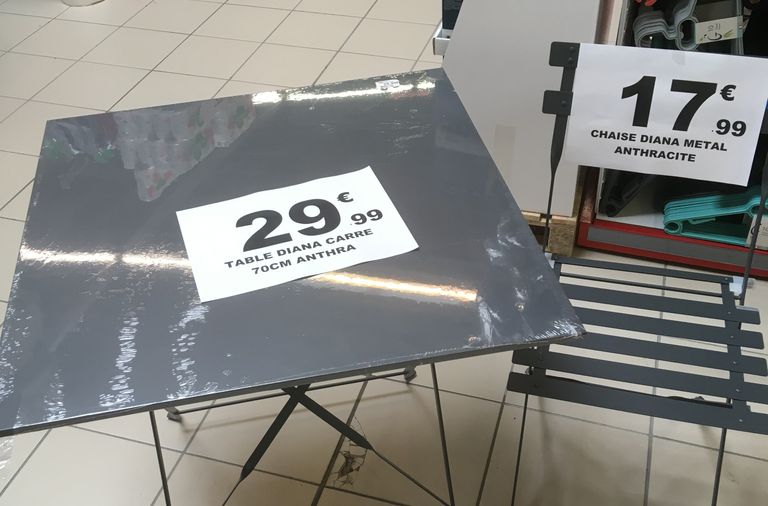 29€.99
TABLE DIANA CARRE
70CM ANTHRA
17€.99
CHAISE DIANA METAL
ANTHRACITE